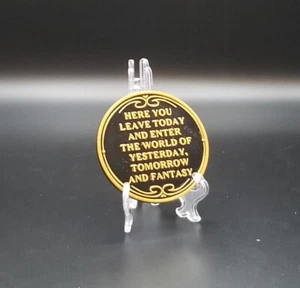 HERE YOU
LEAVE TODAY
AND ENTER
THE WORLD OF
YESTERDAY,
TOMORROW
AND FANTASY